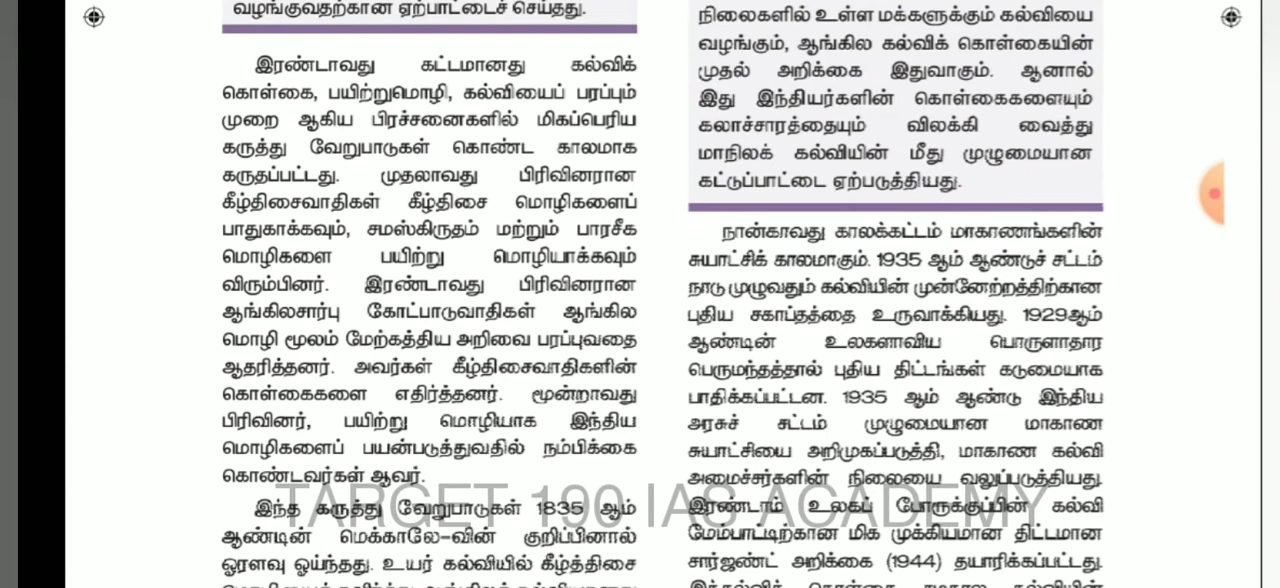 வழங்குவதற்கான ஏற்பாட்டைச் செய்தது.
இரண்டாவது கட்டமானது கல்விக்
கொள்கை, பயிற்றுமொழி, கல்வியைப் பரப்பும்
முறை ஆகிய பிரச்சனைகளில் மிகப்பெரிய
கருத்து வேறுபாடுகள் கொண்ட காலமாக
கருதப்பட்டது. முதலாவது பிரிவினரான
கீழ்திசைவாதிகள் கீழ்திசை மொழிகளைப்
பாதுகாக்கவும், சமஸ்கிருதம் மற்றும் பாரசீக
மொழிகளை பயிற்று மொழியாக்கவும்
விரும்பினர். இரண்டாவது பிரிவினரான
ஆங்கிலசார்பு கோட்பாடுவாதிகள் ஆங்கில
மொழி மூலம் மேற்கத்திய அறிவை பரப்புவதை
ஆதரித்தனர். அவர்கள் கீழ்திசைவாதிகளின்
கொள்கைகளை எதிர்த்தனர். மூன்றாவது
பிரிவினர், பயிற்று மொழியாக இந்திய
மொழிகளைப் பயன்படுத்துவதில் நம்பிக்கை
கொண்டவர்கள் ஆவர்.
இந்த கருத்து வேறுபாடுகள் 1835 ஆம்
ஆண்டின் மெக்காலே-வின் குறிப்பினால்
ஓரளவு ஓய்ந்தது. உயர் கல்வியில் கீழ்த்திசை
நிலைகளில் உள்ள மக்களுக்கும் கல்வியை
வழங்கும், ஆங்கில கல்விக் கொள்கையின்
முதல் அறிக்கை இதுவாகும். ஆனால்
இது இந்தியர்களின் கொள்கைகளையும்
கலாச்சாரத்தையும் விலக்கி வைத்து
மாநிலக் கல்வியின் மீது முழுமையான
கட்டுப்பாட்டை ஏற்படுத்தியது.
நான்காவது காலக்கட்டம் மாகாணங்களின்
சுயாட்சிக் காலமாகும். 1935 ஆம் ஆண்டுச் சட்டம்
நாடு முழுவதும் கல்வியின் முன்னேற்றத்திற்கான
புதிய சகாப்தத்தை உருவாக்கியது. 1929ஆம்
ஆண்டின் உலகளாவிய பொருளாதார
பெருமந்தத்தால் புதிய திட்டங்கள் கடுமையாக
பாதிக்கப்பட்டன. 1935 ஆம் ஆண்டு இந்திய
அரசுச் சட்டம் முழுமையான மாகாண
சுயாட்சியை அறிமுகப்படுத்தி, மாகாண கல்வி
அமைச்சர்களின் நிலையை வலுப்படுத்தியது.
இரண்டாம் உலகப் போருக்குப்பின் கல்வி
மேம்பாட்டிற்கான மிக முக்கியமான திட்டமான
சார்ஜண்ட் அறிக்கை (1944) தயாரிக்கப்பட்டது.
TARGET 190 IAS ACADEMY